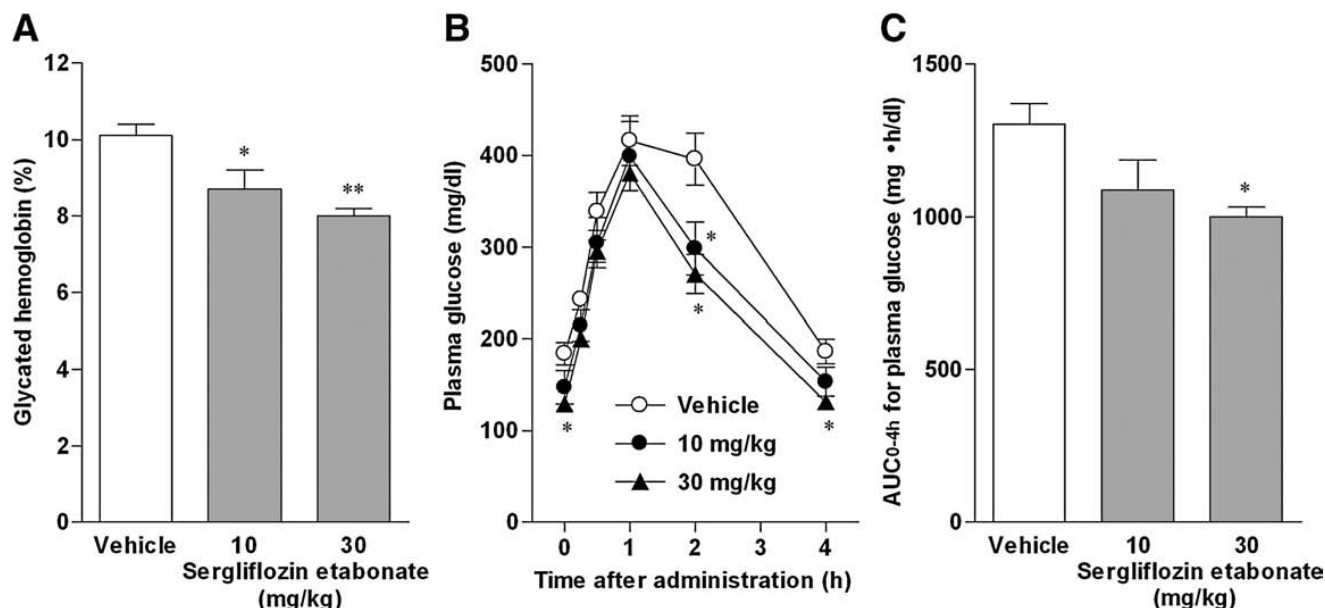 A
Glycated hemoglobin (%)
12
10
8
6
4
2
0
*
**
Vehicle 10 30
Sergliflozin etabonate
(mg/kg)
B
Plasma glucose (mg/dl)
500
400
300
200
100
0
*
*
*
*
Vehicle
10 mg/kg
30 mg/kg
0 1 2 3 4
Time after administration (h)
C
AUC0-4h for plasma glucose (mg •h/dl)
1500
1000
500
0
*
Vehicle 10 30
Sergliflozin etabonate
(mg/kg)